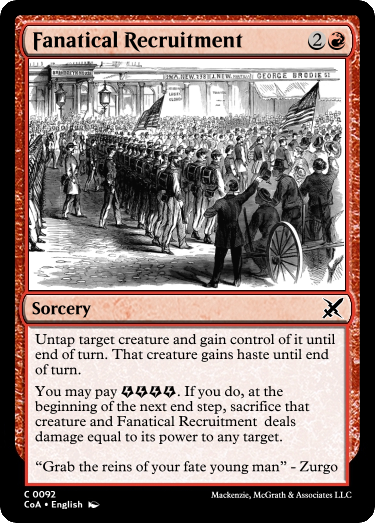 Fanatical Recruitment 2
GEORGE BRODIE
Sorcery
Untap target creature and gain control of it until
end of turn. That creature gains haste until end
of turn.
You may pay . If you do, at the
beginning of the next end step, sacrifice that
creature and Fanatical Recruitment deals
damage equal to its power to any target.
“Grab the reins of your fate young man” - Zurgo
C 0092
CoA • English
Mackenzie, McGrath & Associates LLC